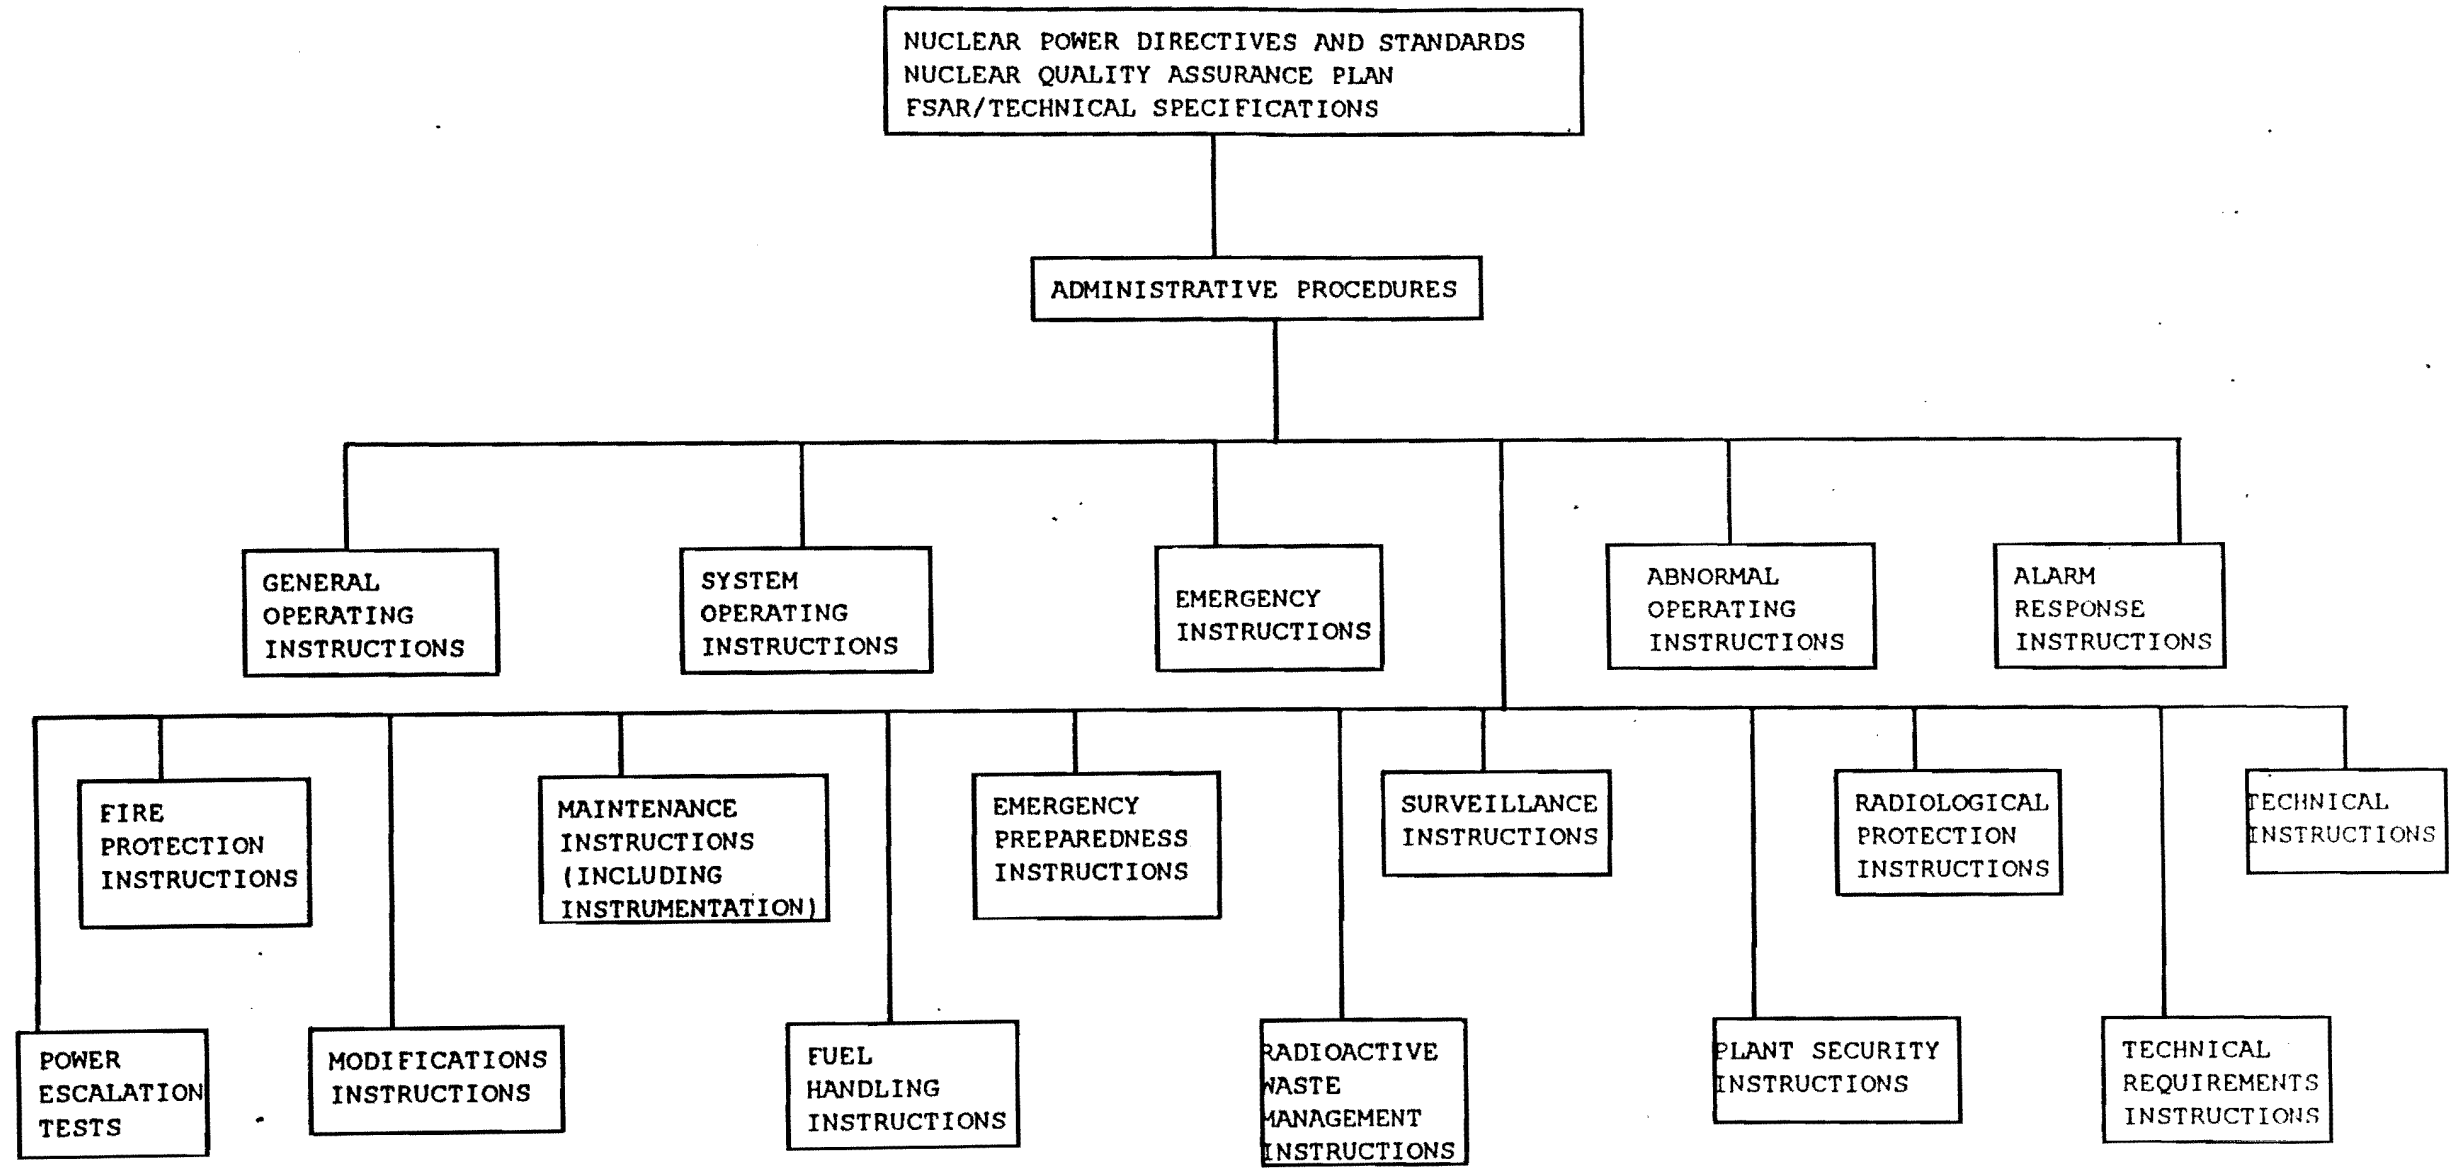 NUCLEAR POWER DIRECTIVES AND STANDARDS
NUCLEAR QUALITY ASSURANCE PLAN
FSAR/TECHNICAL SPECIFICATIONS
ADMINISTRATIVE PROCEDURES
GENERAL
OPERATING
INSTRUCTIONS
SYSTEM
OPERATING
INSTRUCTIONS
EMERGENCY
INSTRUCTIONS
ABNORMAL
OPERATING
INSTRUCTIONS
ALARM
RESPONSE
INSTRUCTIONS
FIRE
PROTECTION
INSTRUCTIONS
MAINTENANCE
INSTRUCTIONS
(INCLUDING
INSTRUMENTATION)
EMERGENCY
PREPAREDNESS
INSTRUCTIONS
SURVEILLANCE
INSTRUCTIONS
RADIOLOGICAL
PROTECTION
INSTRUCTIONS
TECHNICAL
INSTRUCTIONS
POWER
ESCALATION
TESTS
MODIFICATIONS
INSTRUCTIONS
FUEL
HANDLING
INSTRUCTIONS
RADIOACTIVE
WASTE
MANAGEMENT
INSTRUCTIONS
PLANT SECURITY
INSTRUCTIONS
TECHNICAL
REQUIREMENTS
INSTRUCTIONS